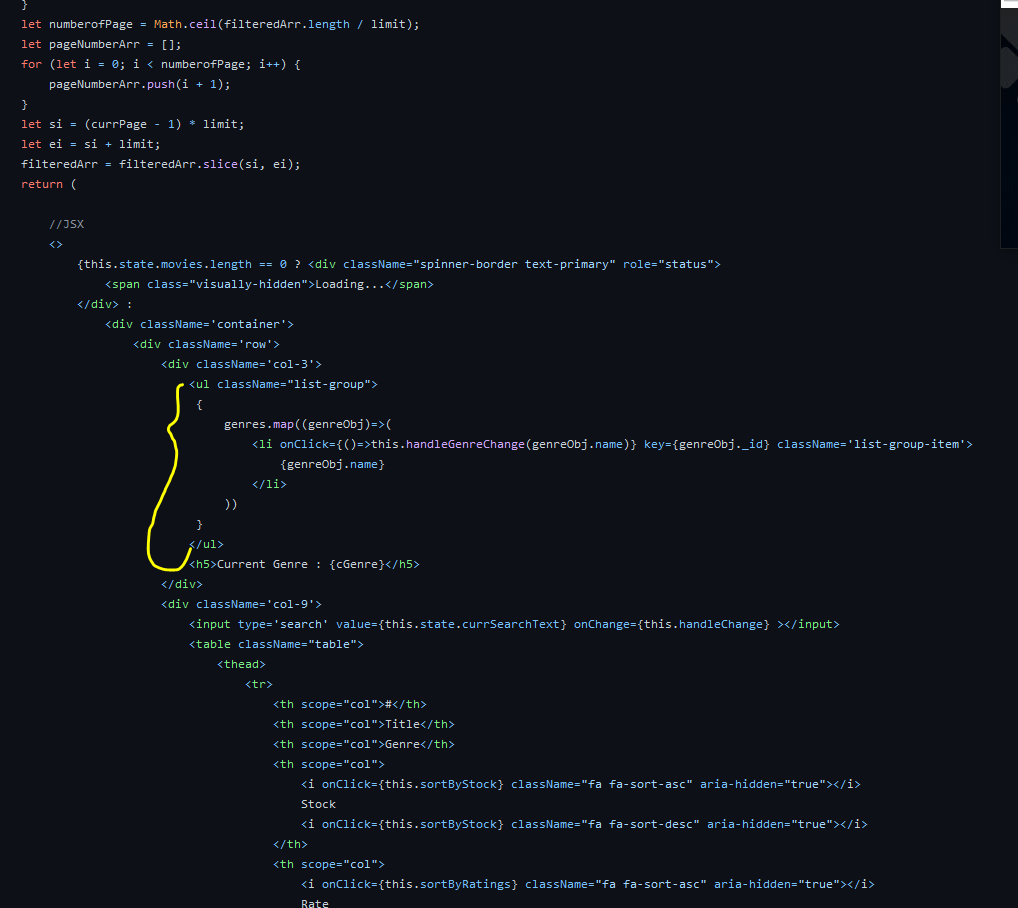 }
let numberofPage = Math.ceil(filteredArr.length / limit);
let pageNumberArr = [];
for (let i = 0; i < numberofPage; i++) {
    pageNumberArr.push(i + 1);
}
let si = (currPage - 1) * limit;
let ei = si + limit;
filteredArr = filteredArr.slice(si, ei);
return (
    //JSX
    <>
        {this.state.movies.length == 0 ? <div className="spinner-border text-primary" role="status">
            <span class="visually-hidden">Loading...</span>
        </div> :
            <div className='container'>
                <div className='row'>
                    <div className='col-3'>
                        <ul className="list-group">
                         {
                             genres.map((genreObj)=>(
                                 <li onClick={()=>this.handleGenreChange(genreObj.name)} key={genreObj._id} className='list-group-item'>
                                     {genreObj.name}
                                 </li>
                             ))
                         }
                        </ul>
                        <h5>Current Genre : {cGenre}</h5>
                    </div>
                    <div className='col-9'>
                        <input type='search' value={this.state.currSearchText} onChange={this.handleChange} ></input>
                        <table className="table">
                            <thead>
                                <tr>
                                    <th scope="col">#</th>
                                    <th scope="col">Title</th>
                                    <th scope="col">Genre</th>
                                    <th scope="col">
                                        <i onClick={this.sortByStock} className="fa fa-sort-asc" aria-hidden="true"></i>
                                        Stock
                                        <i onClick={this.sortByStock} className="fa fa-sort-desc" aria-hidden="true"></i>
                                    </th>
                                    <th scope="col">
                                        <i onClick={this.sortByRatings} className="fa fa-sort-asc" aria-hidden="true"></i>
                                        Rate